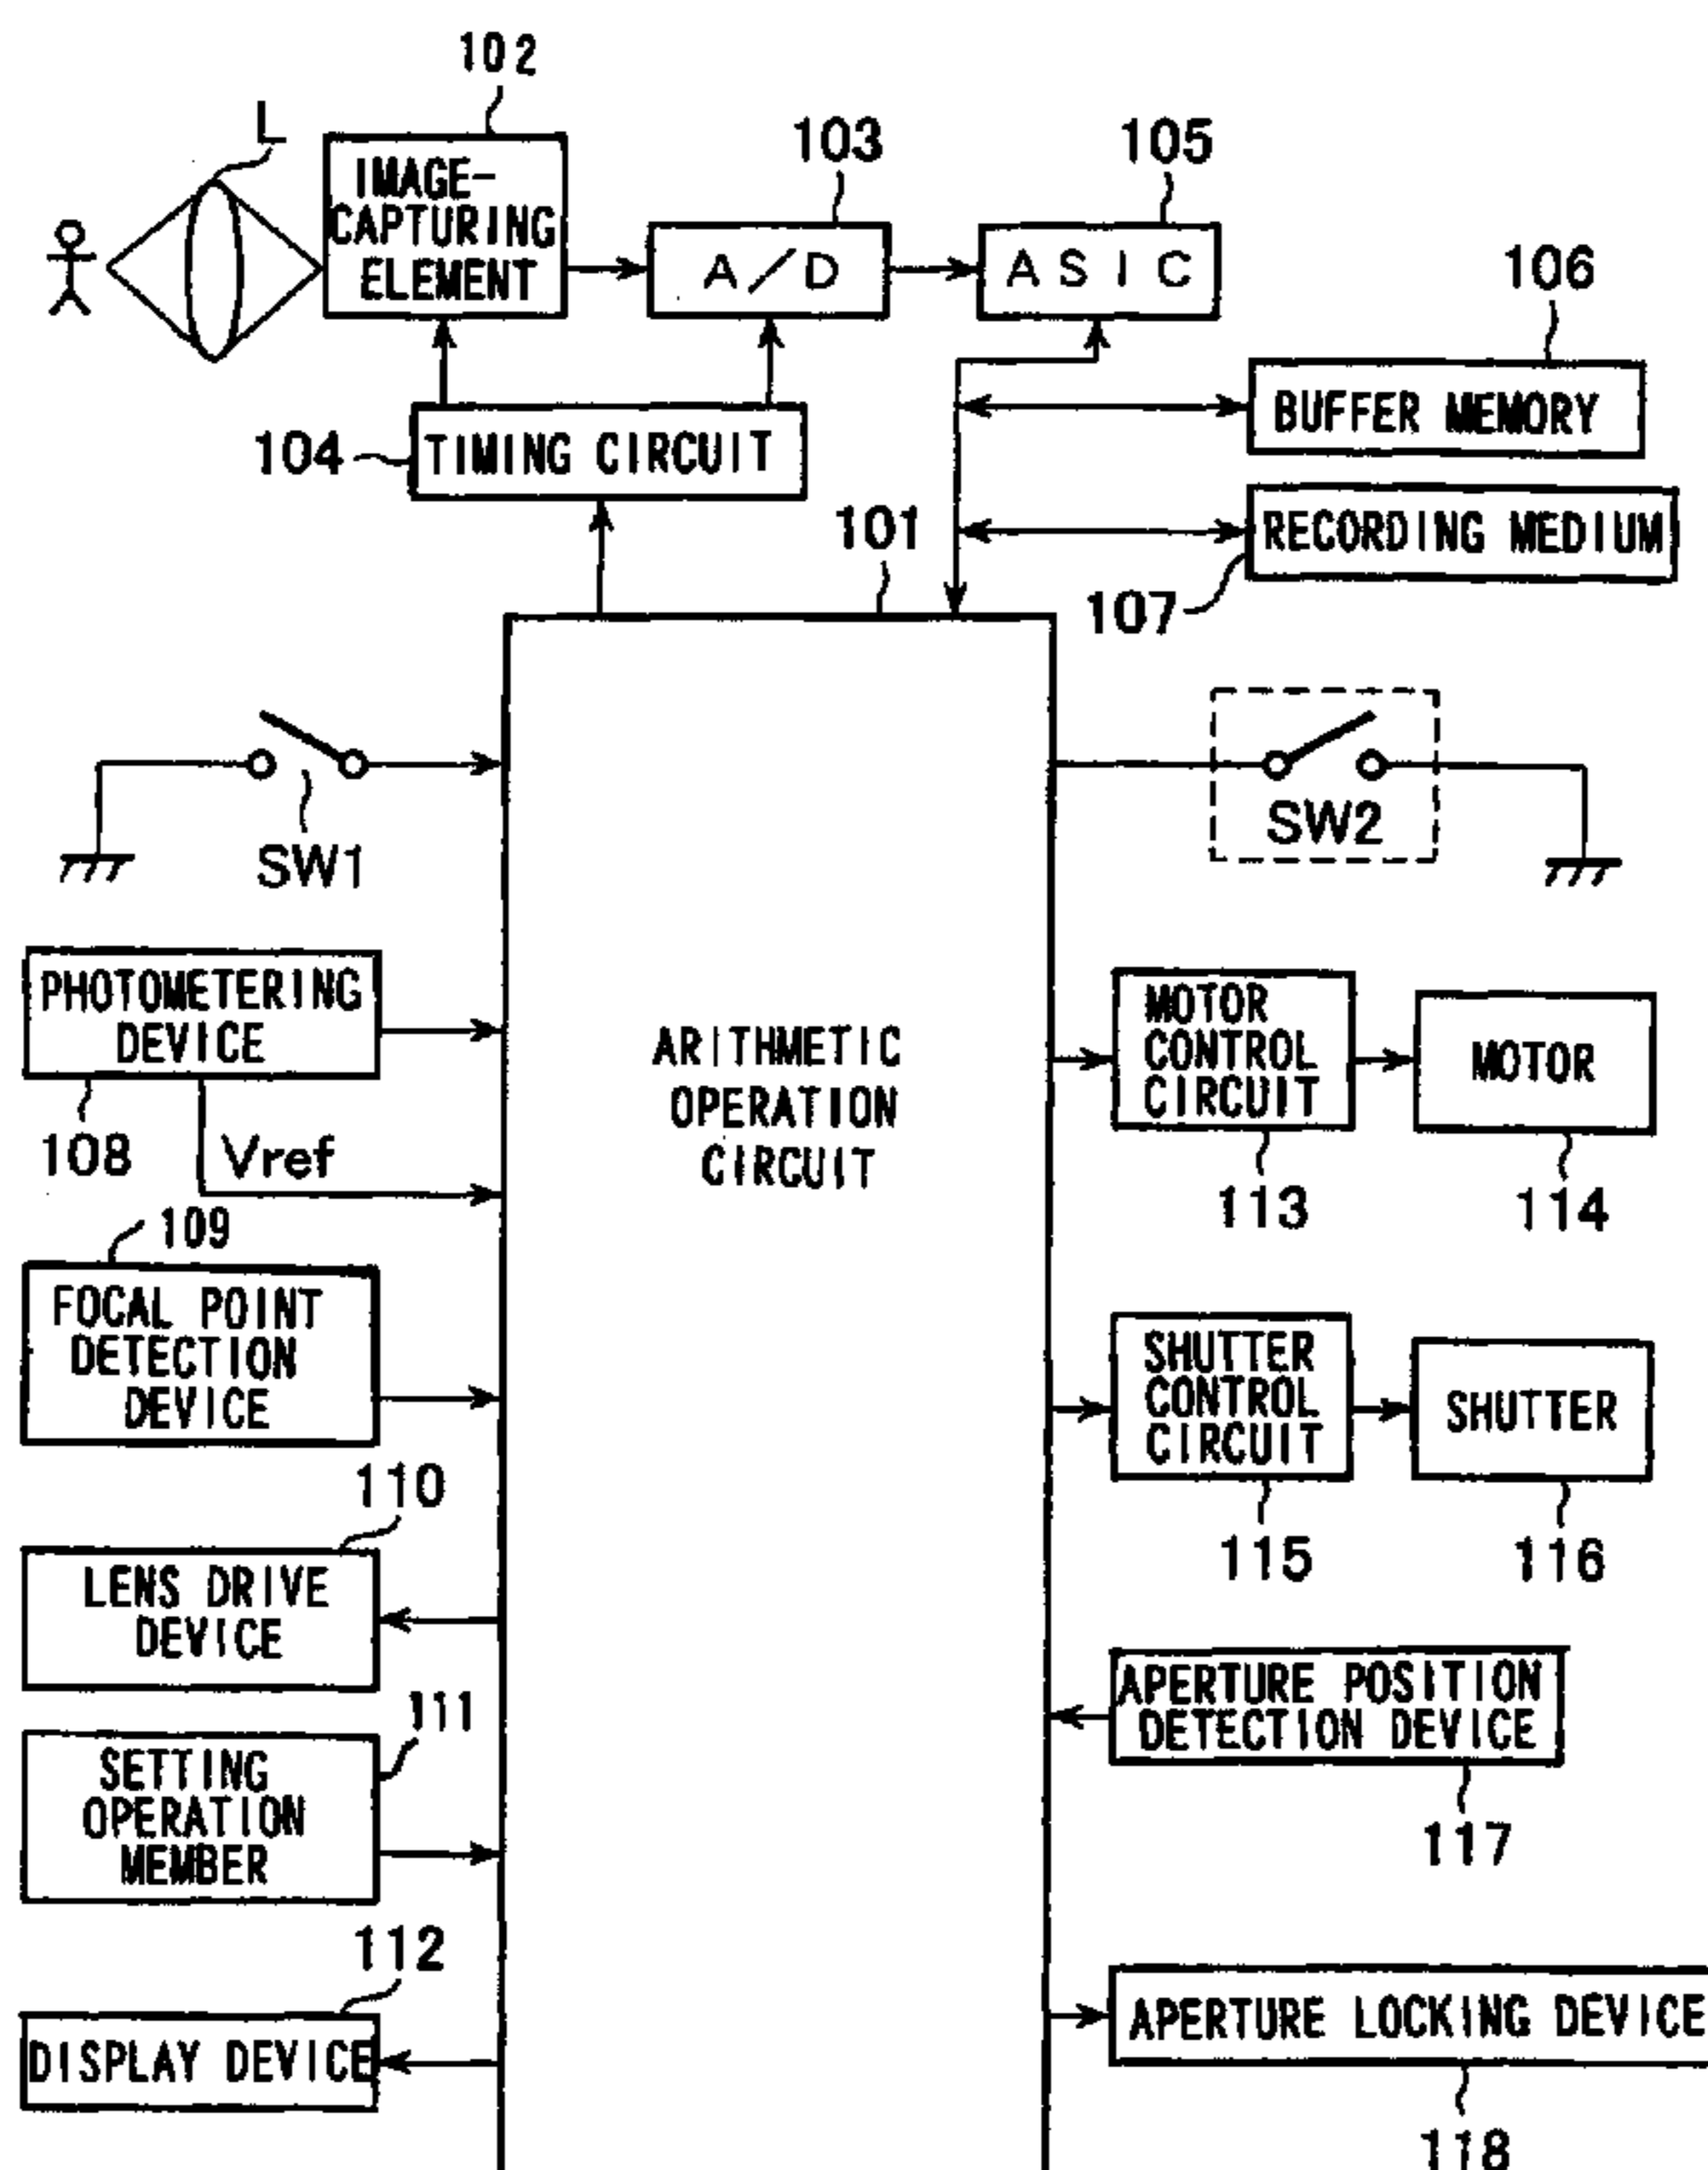 102
L
103
105
IMAGE-
CAPTURING
ELEMENT
A/D
ASIC
106
BUFFER MEMORY
104
TIMING CIRCUIT
101
RECORDING MEDIUM
107
SW1
SW2
PHOTOMETERING
DEVICE
108
Vref
ARITHMETIC
OPERATION
CIRCUIT
MOTOR
CONTROL
CIRCUIT
MOTOR
113
114
109
FOCAL POINT
DETECTION
DEVICE
SHUTTER
CONTROL
CIRCUIT
SHUTTER
115
116
110
LENS DRIVE
DEVICE
APERTURE POSITION
DETECTION DEVICE
117
111
SETTING
OPERATION
MEMBER
112
DISPLAY DEVICE
APERTURE LOCKING DEVICE
118